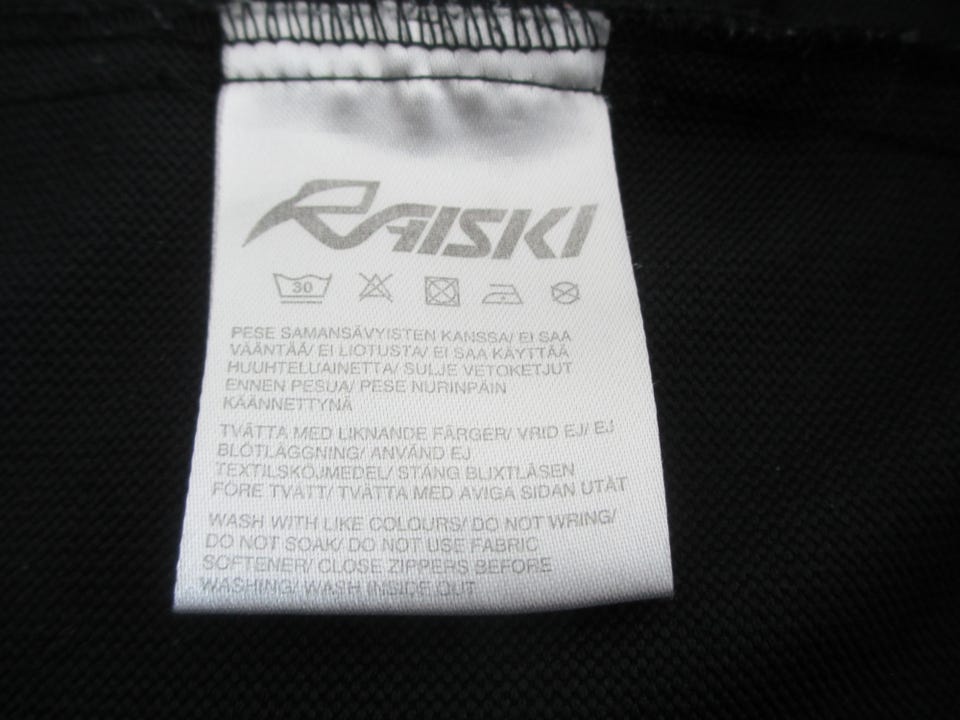 RAISKI
30
PESE SAMANSÄVYISTEN KANSSA/ EI SAA
VÄÄNTÄÄ/ EI LIOTUSTA/ EI SAA KÄYTTÄÄ
HUUHTELUAINETTA/ SULJE VETOKETJUT
ENNEN PESUA/ PESE NURINPÄIN
KÄÄNNETTYNÄ
TVÄTTA MED LIKNANDE FÄRGER/ VRID EJ/ EJ
BLÖTLÄGGNING/ ANVÄND EJ
TEXTILSKÖJMEDEL/ STÄNG BLIXTLÅSEN
FÖRE TVÄTT/ TVÄTTA MED AVIGA SIDAN UTÅT
WASH WITH LIKE COLOURS/ DO NOT WRING/
DO NOT SOAK/ DO NOT USE FABRIC
SOFTENER/ CLOSE ZIPPERS BEFORE
WASHING/ WASH INSIDE OUT